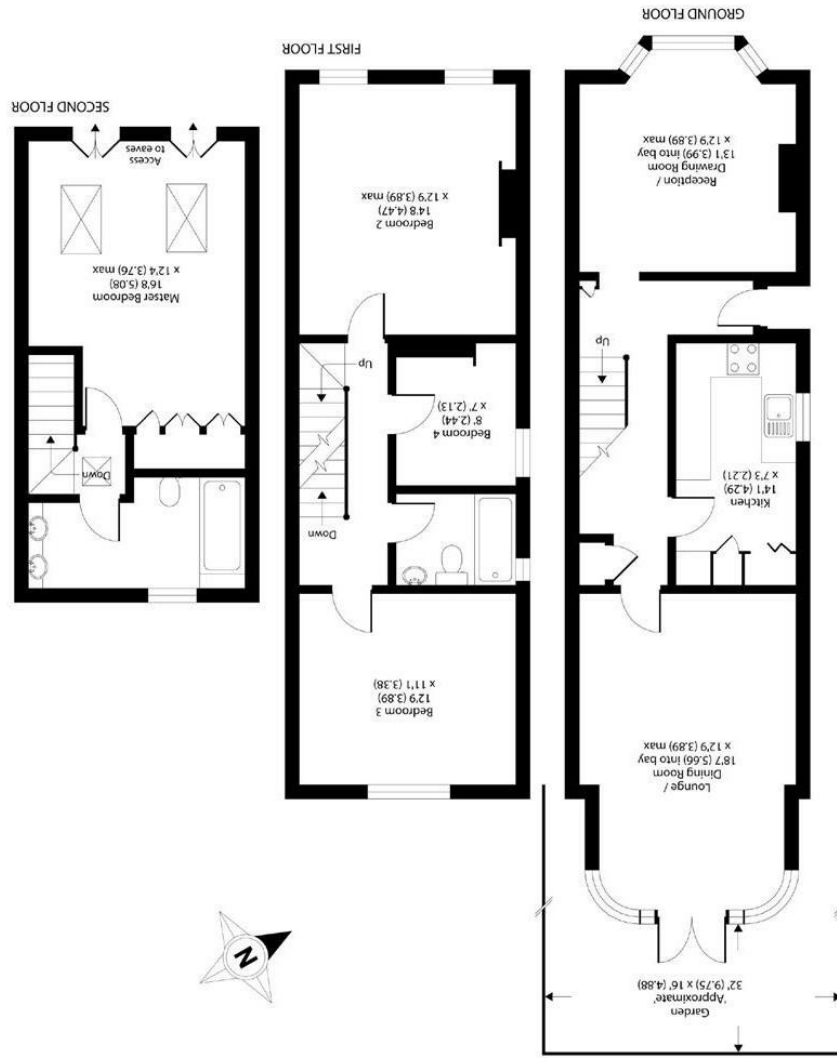 Garden
'Approximate'
32' (9.75) x 16' (4.88)
Lounge /
Dining Room
18'7 (5.66) into bay
x 12'9 (3.89) max
Kitchen
14'1 (4.29)
x 7'3 (2.21)
Up
Reception /
Drawing Room
13'1 (3.99) into bay
x 12'9 (3.89) max
GROUND FLOOR
Bedroom 3
12'9 (3.89)
x 11'1 (3.38)
Down
Bedroom 4
8' (2.44)
x 7' (2.13)
Up
Bedroom 2
14'8 (4.47)
x 12'9 (3.89) max
FIRST FLOOR
N
Down
Matser Bedroom
16'8 (5.08)
x 12'4 (3.76) max
Access
to eaves
SECOND FLOOR